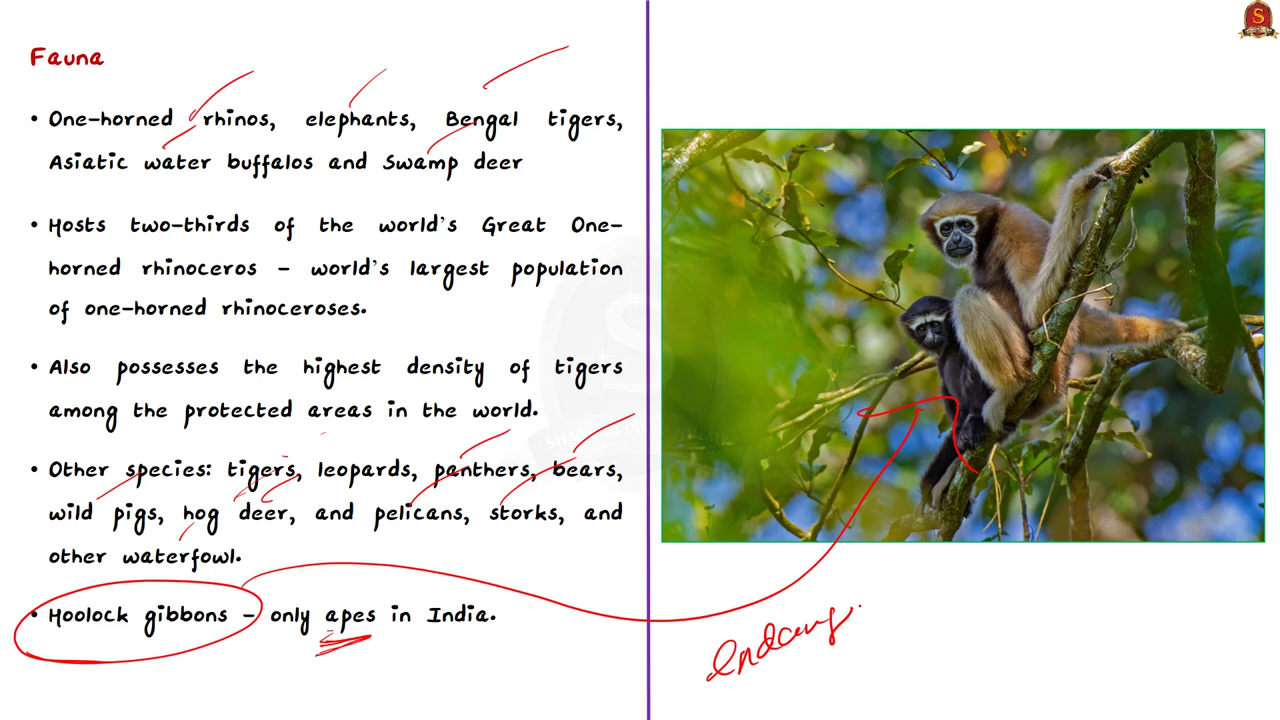 Fauna
• One-horned rhinos, elephants, Bengal tigers,
Asiatic water buffalos and Swamp deer
• Hosts two-thirds of the world's Great One-
horned rhinoceros – world's largest population
of one-horned rhinoceroses.
• Also possesses the highest density of tigers
among the protected areas in the world.
• Other species: tigers, leopards, panthers, bears,
wild pigs, hog deer, and pelicans, storks, and
other waterfowl.
• Hoolock gibbons – only apes in India.
Endang
S